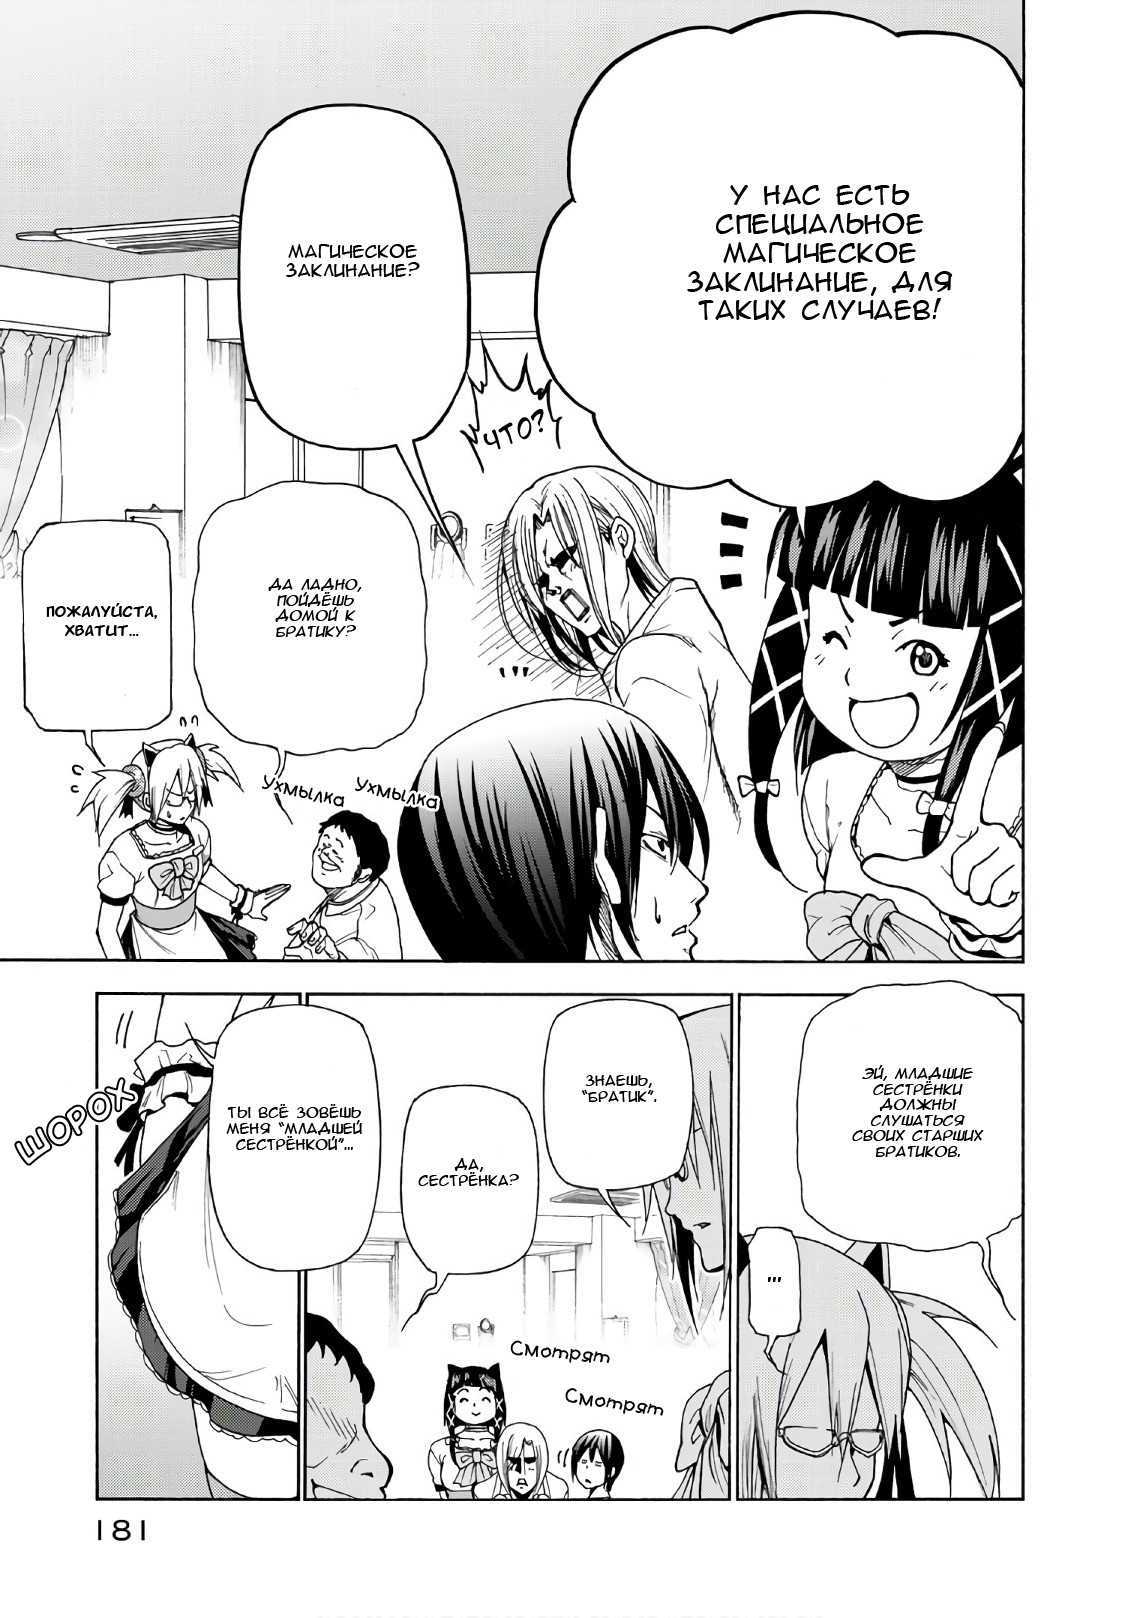 У НАС ЕСТЬ
СПЕЦИАЛЬНОЕ
МАГИЧЕСКОЕ
ЗАКЛИНАНИЕ, ДЛЯ
ТАКИХ СЛУЧАЕВ!
МАГИЧЕСКОЕ
ЗАКЛИНАНИЕ?
ЧТО?
ДА ЛАДНО,
ПОЙДЁШЬ
ДОМОЙ К
БРАТИКУ?
ПОЖАЛУЙСТА,
ХВАТИТ...
Ухмылка
Ухмылка
ЭЙ, МЛАДШИЕ
СЕСТРЁНКИ
ДОЛЖНЫ
СЛУШАТЬСЯ
СВОИХ СТАРШИХ
БРАТИКОВ.
...
ЗНАЕШЬ,
"БРАТИК".
ДА,
СЕСТРЁНКА?
Смотрят
Смотрят
ТЫ ВСЁ ЗОВЁШЬ
МЕНЯ "МЛАДШЕЙ
СЕСТРЁНКОЙ"...
ШОРОХ
181